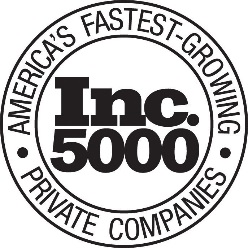 AMERICA'S FASTEST-GROWING
Inc.
5000
• PRIVATE COMPANIES •